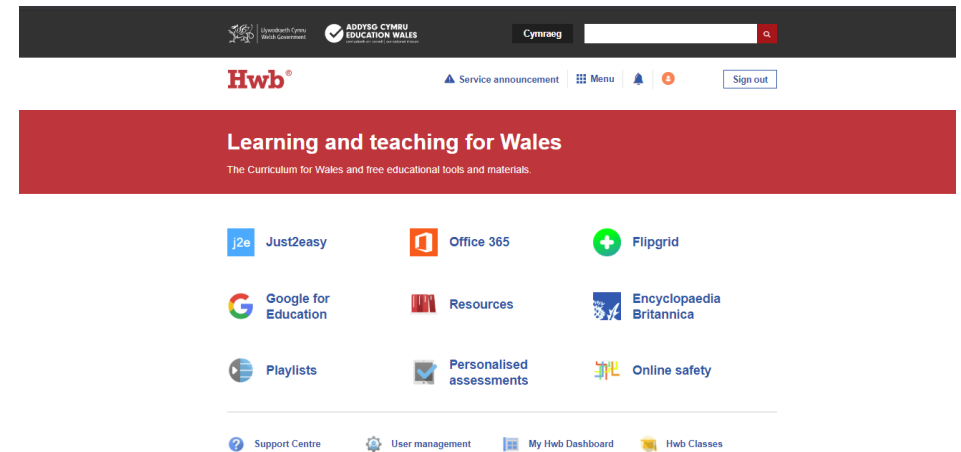 Llywodraeth Cymru
Welsh Government
ADDYSG CYMRU
EDUCATION WALES
Cymraeg
Hwb®
Service announcement
Menu
Sign out
Learning and teaching for Wales
The Curriculum for Wales and free educational tools and materials.
j2e Just2easy
Office 365
Flipgrid
Google for
Education
Resources
Encyclopaedia
Britannica
Playlists
Personalised
assessments
Online safety
Support Centre
User management
My Hwb Dashboard
Hwb Classes